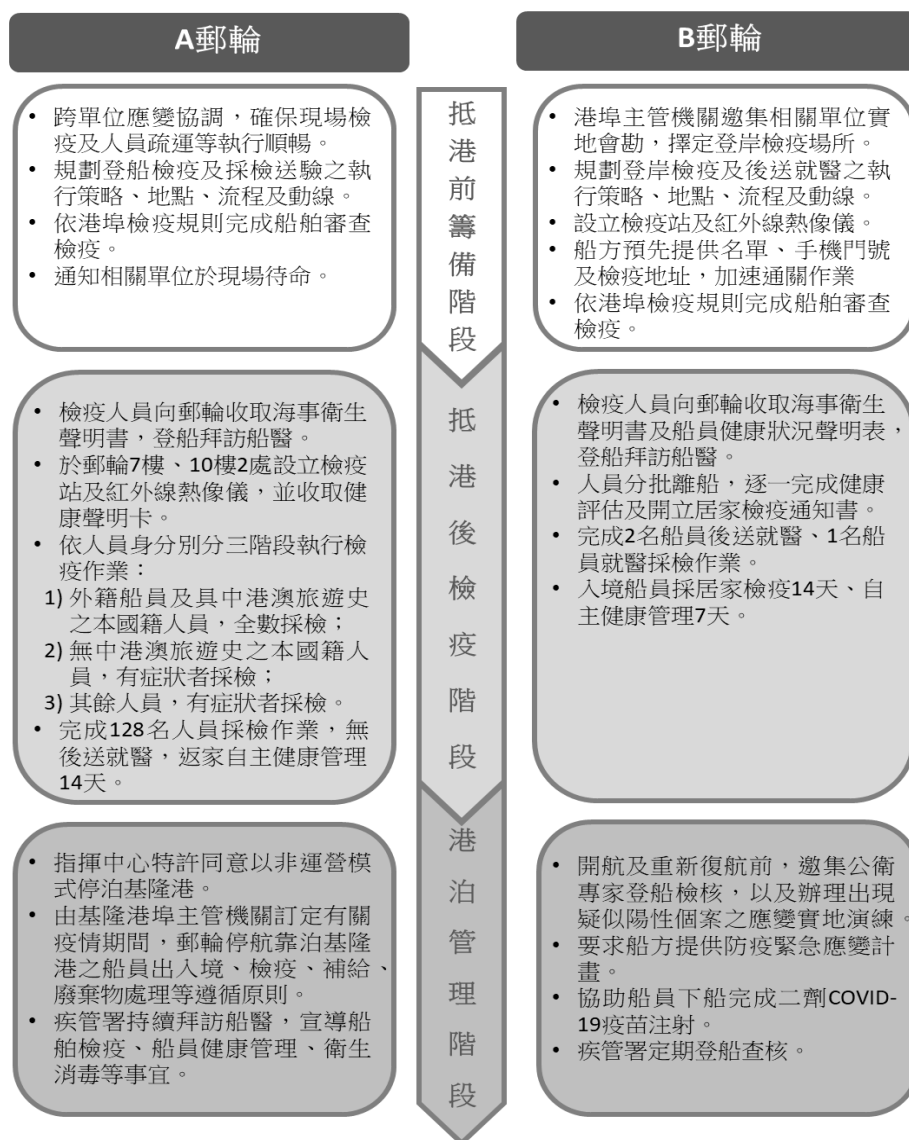 A郵輪
B郵輪
抵港前籌備階段
• 跨單位應變協調，確保現場檢
疫及人員疏運等執行順暢。
• 規劃登船檢疫及採檢送驗之執
行策略、地點、流程及動線。
• 依港埠檢疫規則完成船舶審查
檢疫。
• 通知相關單位於現場待命。
• 港埠主管機關邀集相關單位實
地會勘，擇定登岸檢疫場所。
• 規劃登岸檢疫及後送就醫之執
行策略、地點、流程及動線。
• 設立檢疫站及紅外線熱像儀。
• 船方預先提供名單、手機門號
及檢疫地址，加速通關作業
• 依港埠檢疫規則完成船舶審查
檢疫。
抵港後檢疫階段
• 檢疫人員向郵輪收取海事衛生
聲明書，登船拜訪船醫。
• 於郵輪7樓、10樓2處設立檢疫
站及紅外線熱像儀，並收取健
康聲明卡。
• 依人員身分別分三階段執行檢
疫作業：
1) 外籍船員及具中港澳旅遊史
之本國籍人員，全數採檢；
2) 無中港澳旅遊史之本國籍人
員，有症狀者採檢；
3) 其餘人員，有症狀者採檢。
• 完成128名人員採檢作業，無
後送就醫，返家自主健康管理
14天。
• 檢疫人員向郵輪收取海事衛生
聲明書及船員健康狀況聲明表，
登船拜訪船醫。
• 人員分批離船，逐一完成健康
評估及開立居家檢疫通知書。
• 完成2名船員後送就醫、1名船
員就醫採檢作業。
• 入境船員採居家檢疫14天、自
主健康管理7天。
港泊管理階段
• 指揮中心特許同意以非運營模
式停泊基隆港。
• 由基隆港埠主管機關訂定有關
疫情期間，郵輪停航靠泊基隆
港之船員出入境、檢疫、補給、
廢棄物處理等遵循原則。
• 疾管署持續拜訪船醫，宣導船
舶檢疫、船員健康管理、衛生
消毒等事宜。
• 開航及重新復航前，邀集公衛
專家登船檢核，以及辦理出現
疑似陽性個案之應變實地演練。
• 要求船方提供防疫緊急應變計
畫。
• 協助船員下船完成二劑COVID-
19疫苗注射。
• 疾管署定期登船查核。